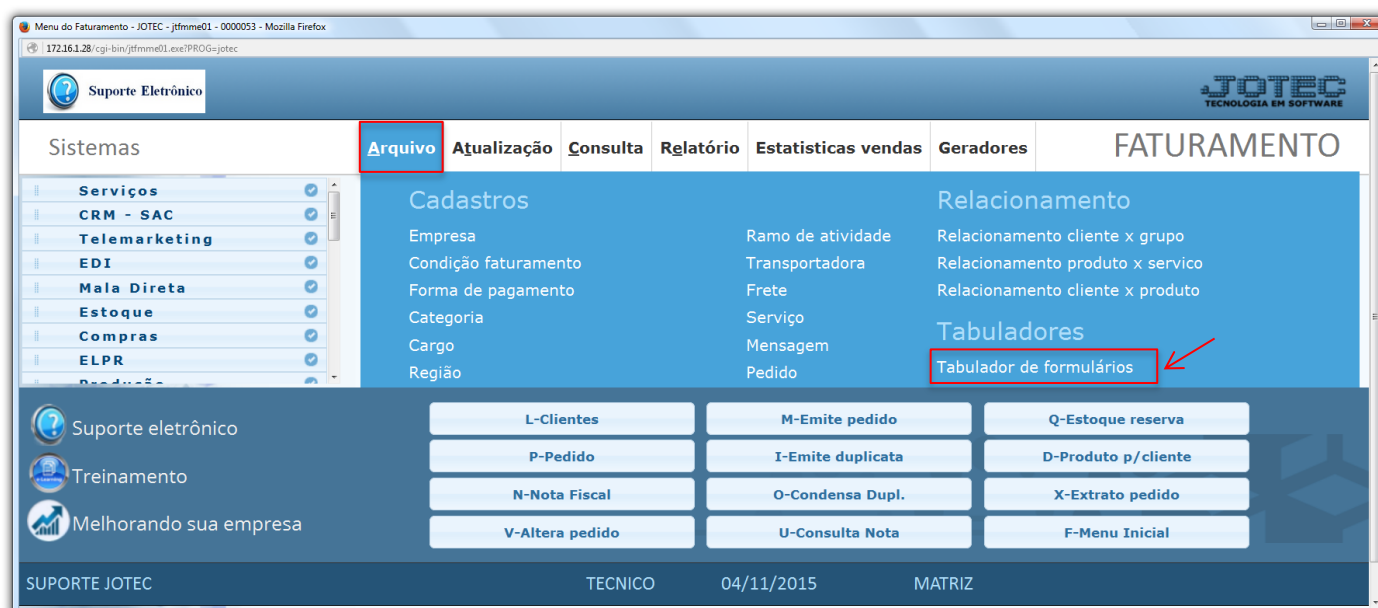 Menu do Faturamento - JOTEC - jtfmme01 - 0000053 - Mozilla Firefox
172.16.1.28/cgi-bin/jtfmme01.exe?PROG=jotec
Suporte Eletrônico
JOTEC
TECNOLOGIA EM SOFTWARE
Sistemas
Arquivo Atualização Consulta Relatório Estatisticas vendas Geradores
FATURAMENTO
Serviços
CRM - SAC
Telemarketing
EDI
Mala Direta
Estoque
Compras
ELPR
Produção
Cadastros
Empresa
Condição faturamento
Forma de pagamento
Categoria
Cargo
Região
Ramo de atividade
Transportadora
Frete
Serviço
Mensagem
Pedido
Relacionamento
Relacionamento cliente x grupo
Relacionamento produto x servico
Relacionamento cliente x produto
Tabuladores
Tabulador de formulários
Suporte eletrônico
Treinamento
Melhorando sua empresa
L-Clientes M-Emite pedido Q-Estoque reserva
P-Pedido I-Emite duplicata D-Produto p/cliente
N-Nota Fiscal O-Condensa Dupl. X-Extrato pedido
V-Altera pedido U-Consulta Nota F-Menu Inicial
SUPORTE JOTEC TECNICO 04/11/2015 MATRIZ